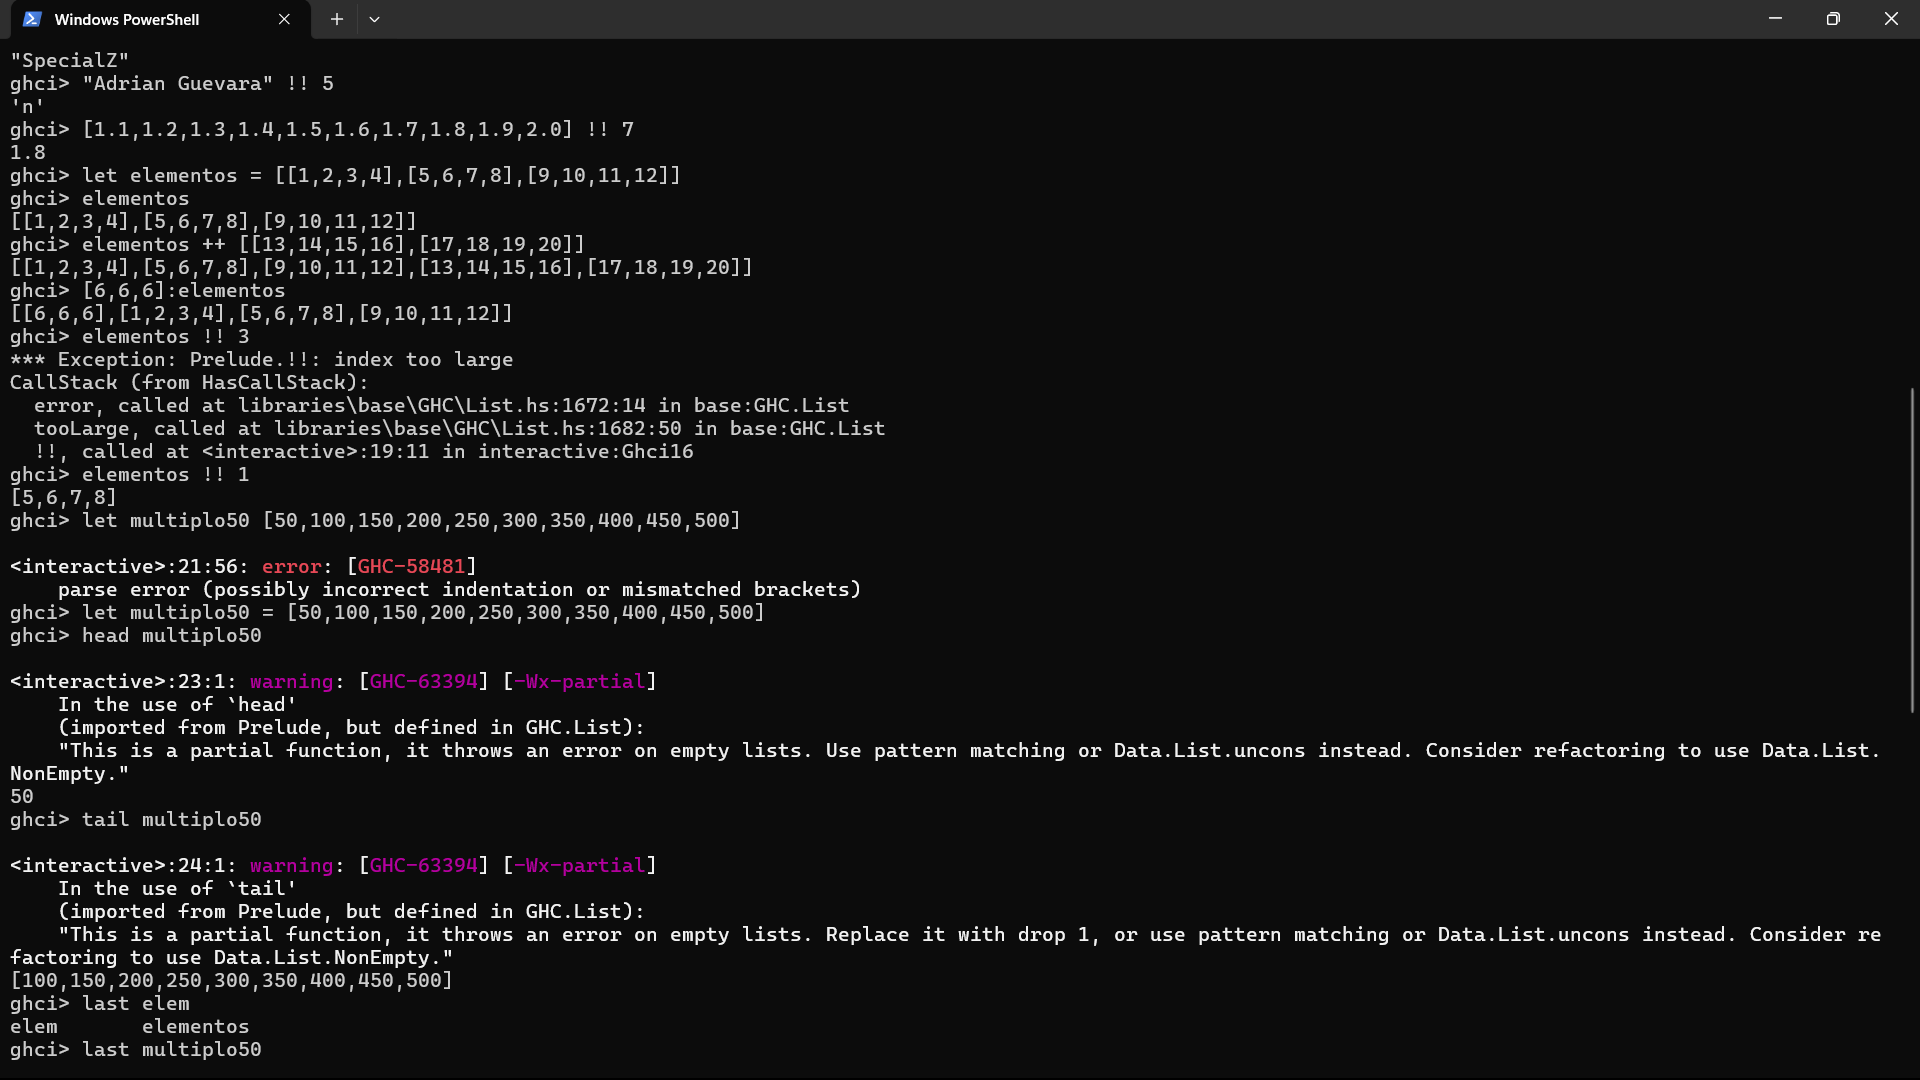 Windows PowerShell
"SpecialZ"
ghci> "Adrian Guevara" !! 5
'n'
ghci> [1.1,1.2,1.3,1.4,1.5,1.6,1.7,1.8,1.9,2.0] !! 7
1.8
ghci> let elementos = [[1,2,3,4],[5,6,7,8],[9,10,11,12]]
ghci> elementos
[[1,2,3,4],[5,6,7,8],[9,10,11,12]]
ghci> elementos ++ [[13,14,15,16],[17,18,19,20]]
[[1,2,3,4],[5,6,7,8],[9,10,11,12],[13,14,15,16],[17,18,19,20]]
ghci> [6,6,6]:elementos
[[6,6,6],[1,2,3,4],[5,6,7,8],[9,10,11,12]]
ghci> elementos !! 3
*** Exception: Prelude.!!: index too large
CallStack (from HasCallStack):
  error, called at libraries\base\GHC\List.hs:1672:14 in base:GHC.List
  tooLarge, called at libraries\base\GHC\List.hs:1682:50 in base:GHC.List
  !!, called at <interactive>:19:11 in interactive:Ghci16
ghci> elementos !! 1
[5,6,7,8]
ghci> let multiplo50 [50,100,150,200,250,300,350,400,450,500]
<interactive>:21:56: error: [GHC-58481]
    parse error (possibly incorrect indentation or mismatched brackets)
ghci> let multiplo50 = [50,100,150,200,250,300,350,400,450,500]
ghci> head multiplo50
<interactive>:23:1: warning: [GHC-63394] [-Wx-partial]
    In the use of `head'
    (imported from Prelude, but defined in GHC.List):
    "This is a partial function, it throws an error on empty lists. Use pattern matching or Data.List.uncons instead. Consider refactoring to use Data.List.
NonEmpty."
50
ghci> tail multiplo50
<interactive>:24:1: warning: [GHC-63394] [-Wx-partial]
    In the use of `tail'
    (imported from Prelude, but defined in GHC.List):
    "This is a partial function, it throws an error on empty lists. Replace it with drop 1, or use pattern matching or Data.List.uncons instead. Consider re
factoring to use Data.List.NonEmpty."
[100,150,200,250,300,350,400,450,500]
ghci> last elem
elem       elementos
ghci> last multiplo50